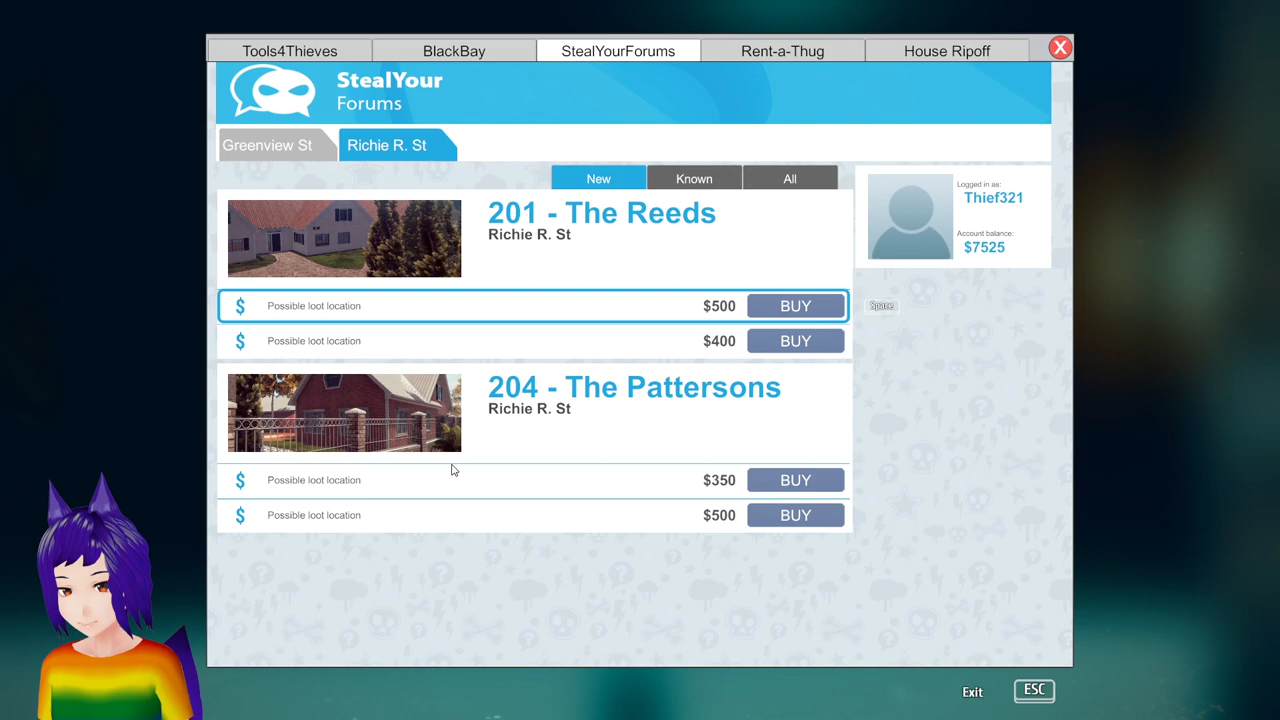 Tools4Thieves
BlackBay
StealYourForums
Rent-a-Thug
House Ripoff
X
StealYour
Forums
Greenview St
Richie R. St
New
Known
All
Logged in as:
Thief321
Account balance:
$7525
201 - The Reeds
Richie R. St
$ Possible loot location $500 BUY
Space
$ Possible loot location $400 BUY
204 - The Pattersons
Richie R. St
$ Possible loot location $350 BUY
$ Possible loot location $500 BUY
Exit ESC